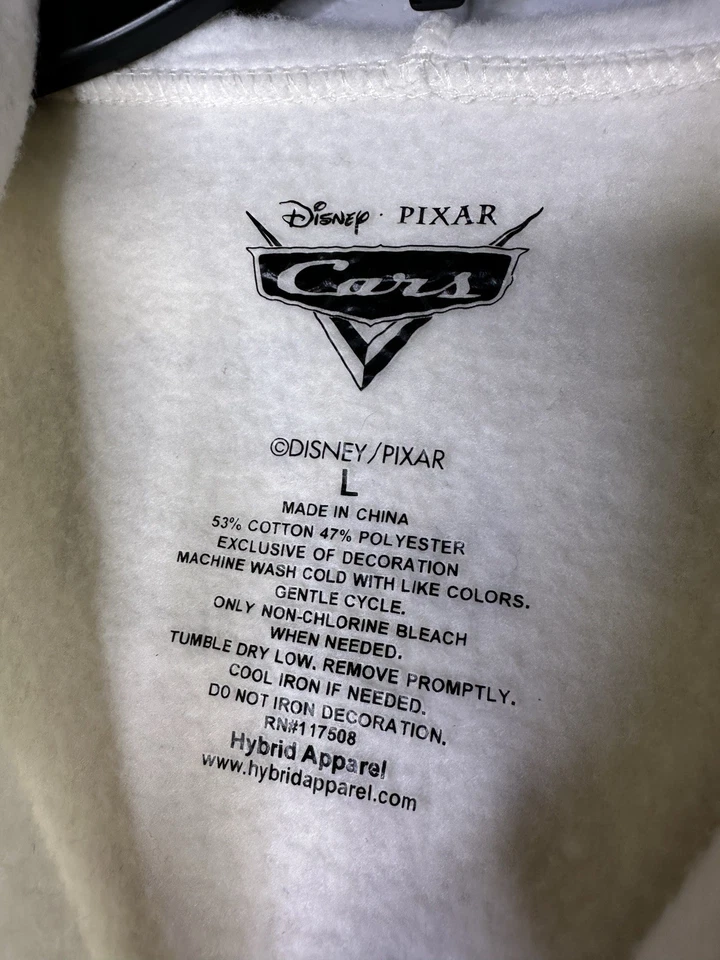 Disney · PIXAR
Cars
©DISNEY/PIXAR
L
MADE IN CHINA
53% COTTON 47% POLYESTER
EXCLUSIVE OF DECORATION
MACHINE WASH COLD WITH LIKE COLORS.
GENTLE CYCLE.
ONLY NON-CHLORINE BLEACH
WHEN NEEDED.
TUMBLE DRY LOW. REMOVE PROMPTLY.
COOL IRON IF NEEDED.
DO NOT IRON DECORATION.
RN#117508
Hybrid Apparel
www.hybridapparel.com